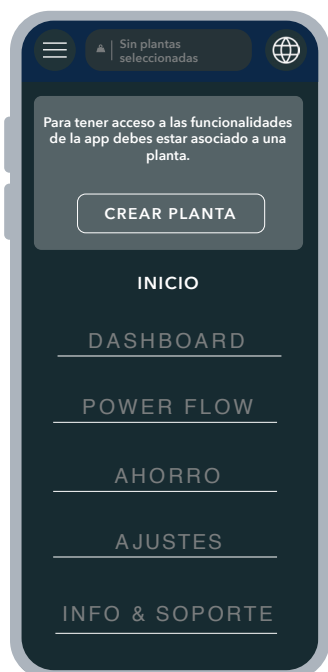 Sin plantas
seleccionadas
Para tener acceso a las funcionalidades
de la app debes estar asociado a una
planta.
CREAR PLANTA
INICIO
DASHBOARD
POWER FLOW
AHORRO
AJUSTES
INFO & SOPORTE